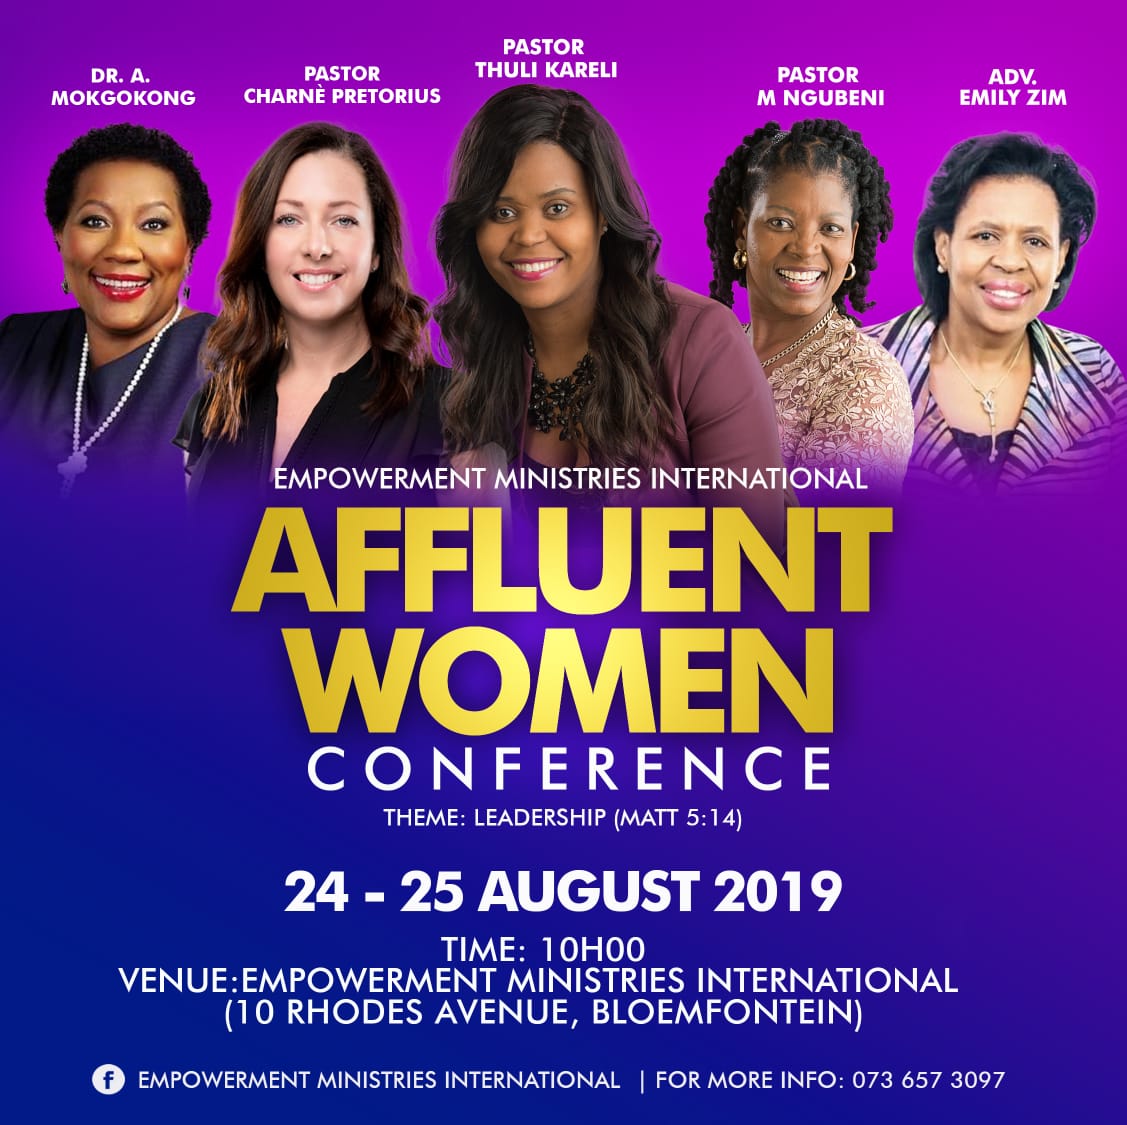 DR. A.
MOKGOKONG
PASTOR
CHARNÈ PRETORIUS
PASTOR
THULI KARELI
PASTOR
M NGUBENI
ADV.
EMILY ZIM
EMPOWERMENT MINISTRIES INTERNATIONAL
AFFLUENT
WOMEN
CONFERENCE
THEME: LEADERSHIP (MATT 5:14)
24 - 25 AUGUST 2019
TIME: 10H00
VENUE:EMPOWERMENT MINISTRIES INTERNATIONAL
(10 RHODES AVENUE, BLOEMFONTEIN)
f EMPOWERMENT MINISTRIES INTERNATIONAL | FOR MORE INFO: 073 657 3097